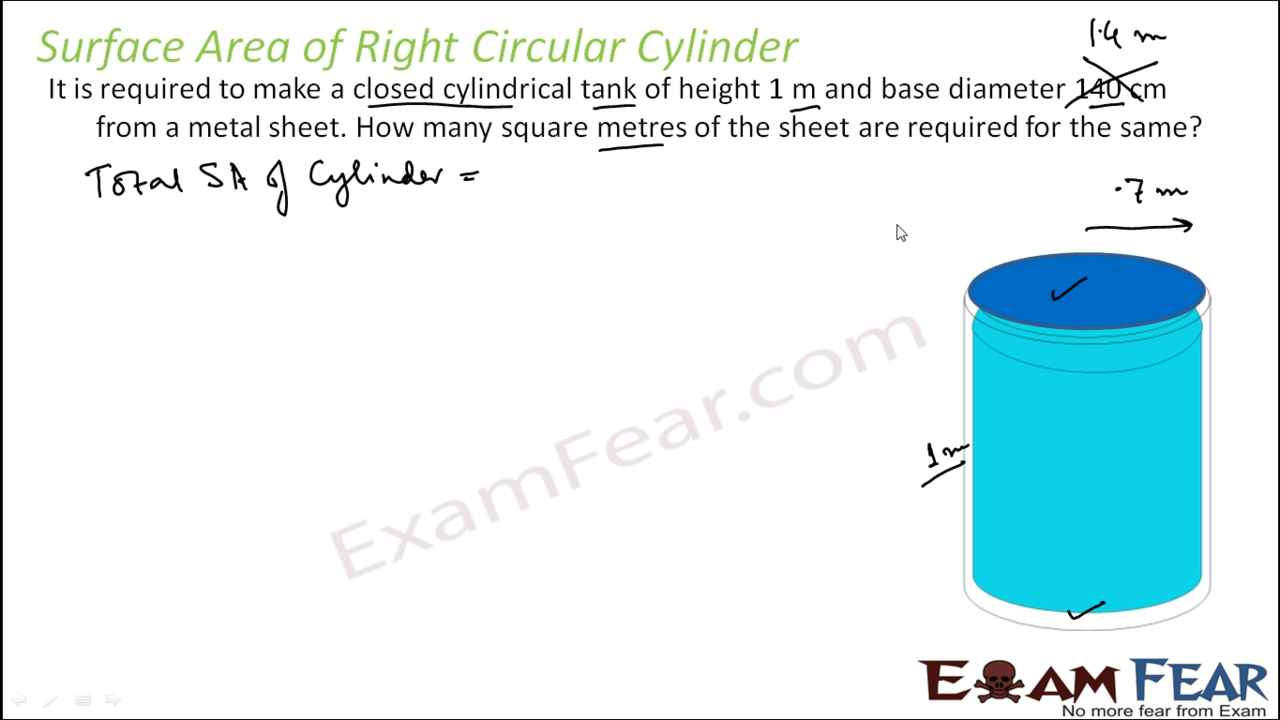 1.4 m
Surface Area of Right Circular Cylinder
It is required to make a closed cylindrical tank of height 1 m and base diameter 140 cm
from a metal sheet. How many square metres of the sheet are required for the same?
Total SA of Cylinder =
.7 m
ExamFear.com
1 m
EXAM FEAR
No more fear from Exam